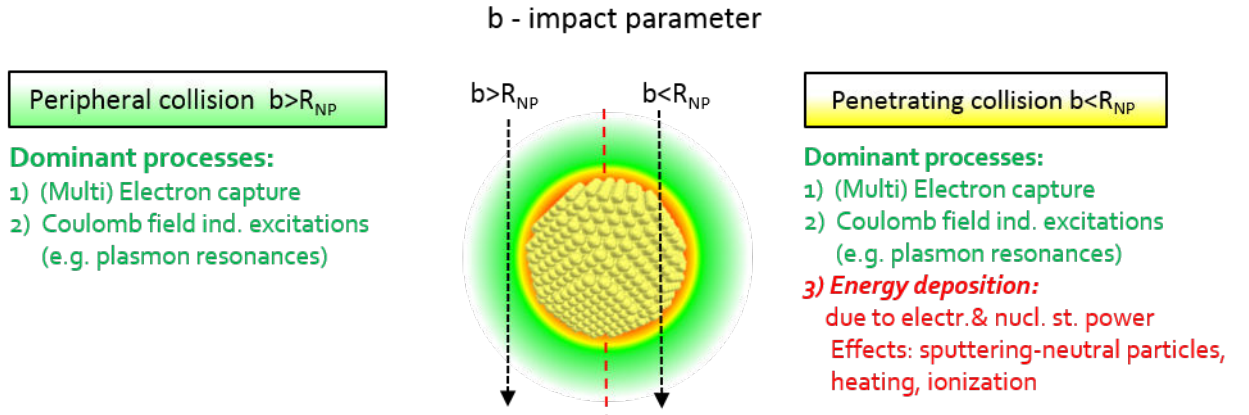 b - impact parameter
Peripheral collision b>R_NP
Dominant processes:
1) (Multi) Electron capture
2) Coulomb field ind. excitations
(e.g. plasmon resonances)
b>R_NP
b<R_NP
Penetrating collision b<R_NP
Dominant processes:
1) (Multi) Electron capture
2) Coulomb field ind. excitations
(e.g. plasmon resonances)
3) Energy deposition:
due to electr.& nucl. st. power
Effects: sputtering-neutral particles,
heating, ionization